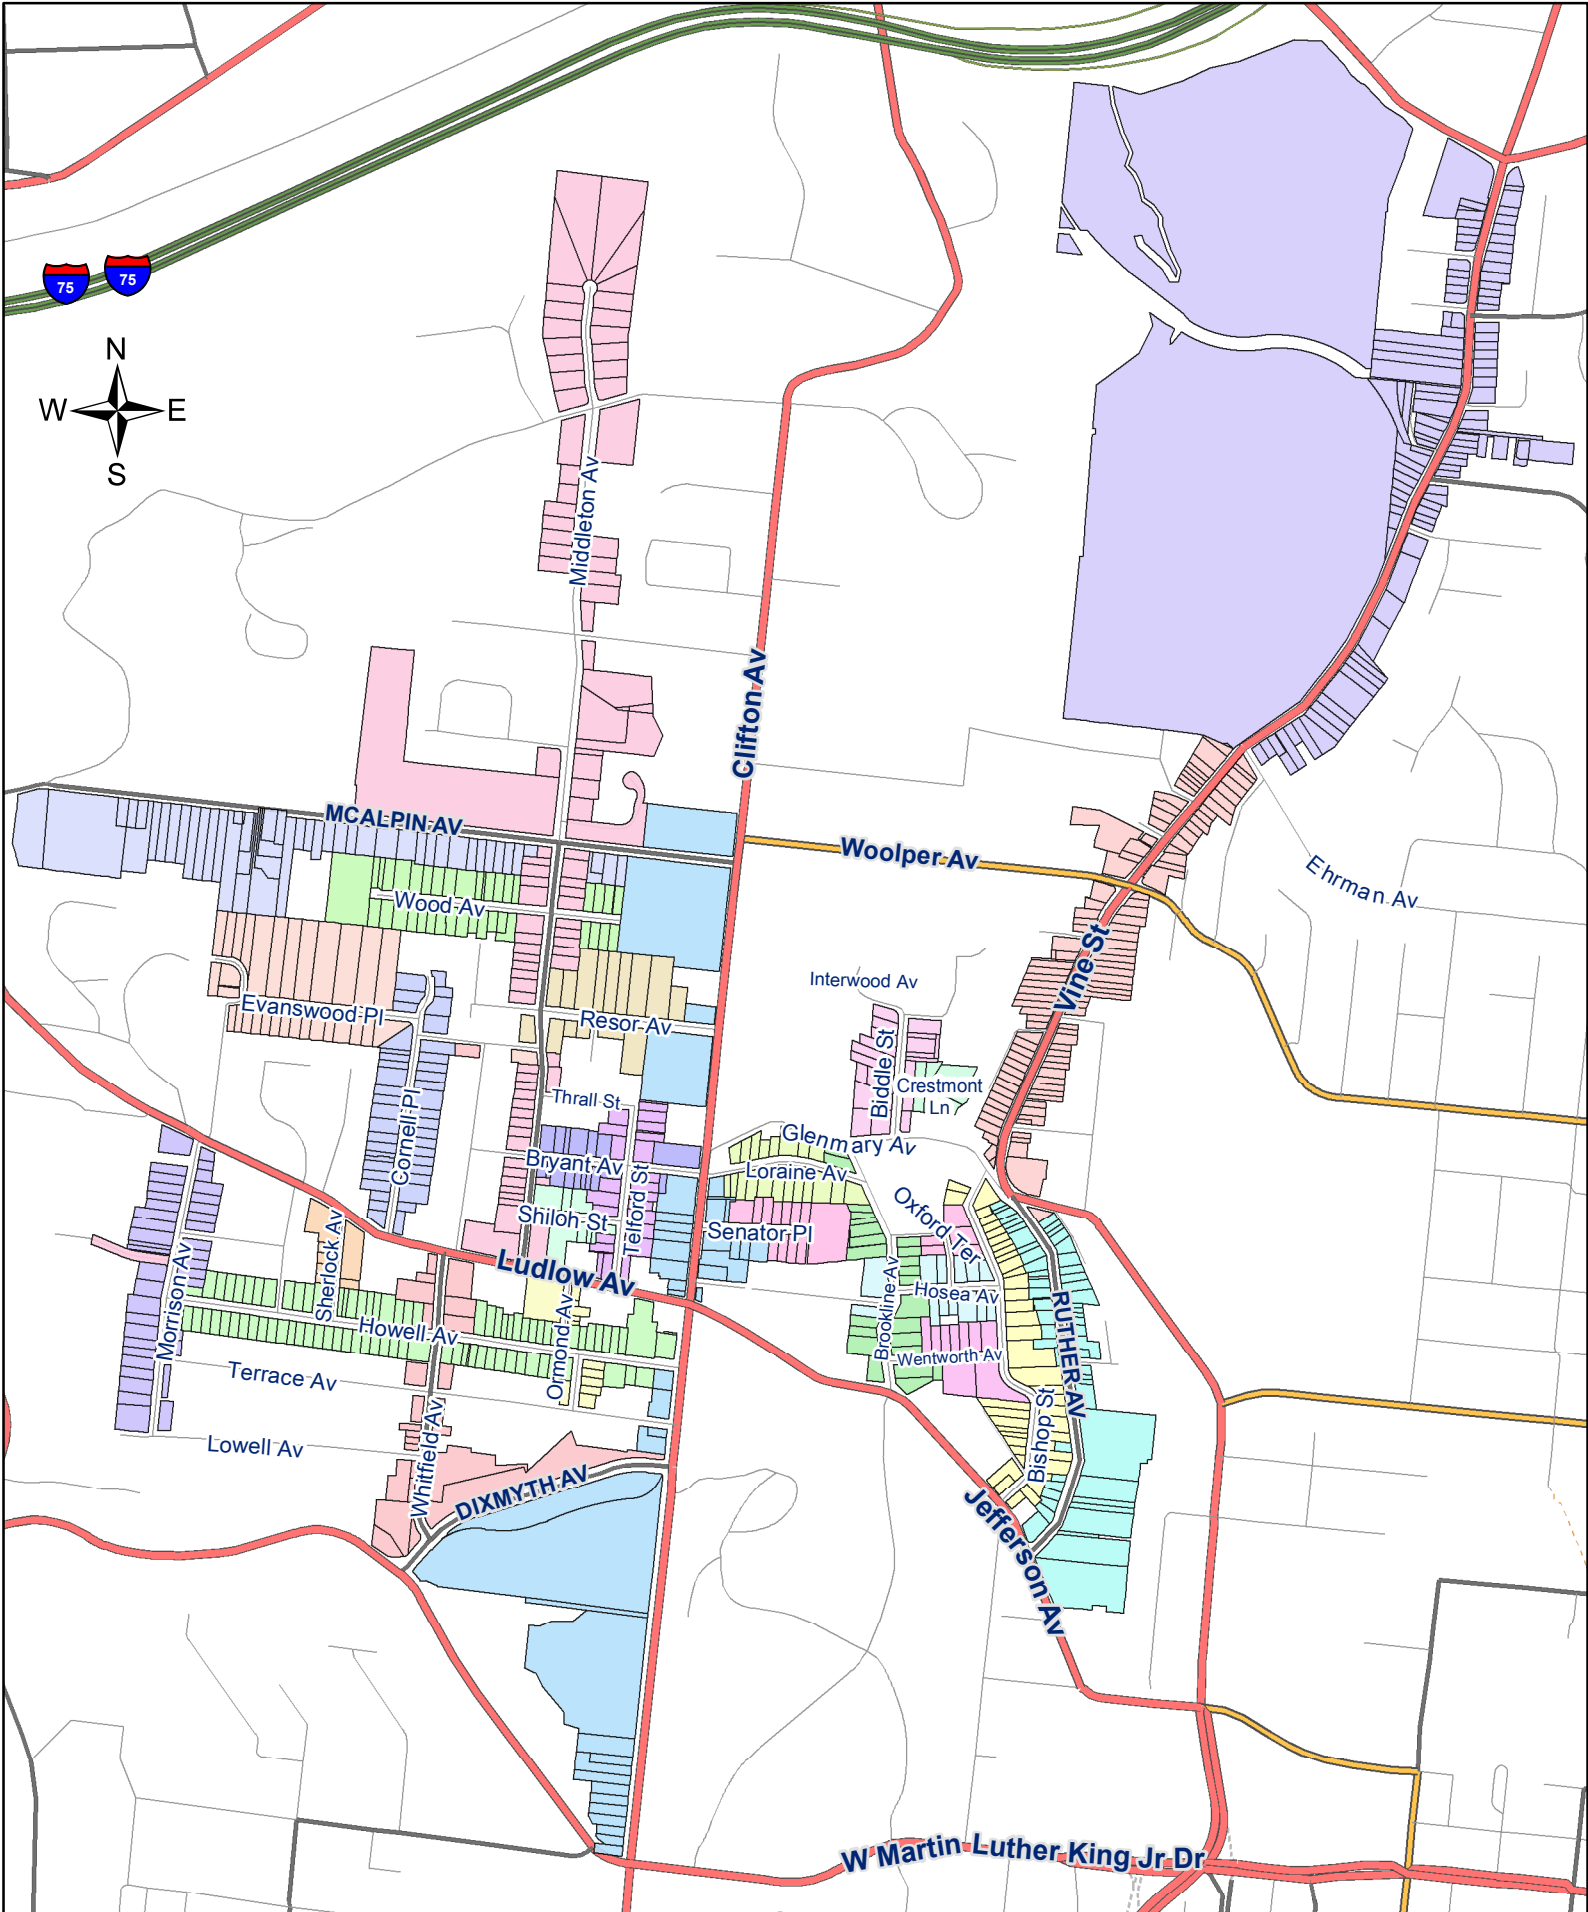 75
75
N
W
E
S
Middleton Av
Clifton Av
MCALPIN AV
Woolper Av
Ehrman Av
Wood Av
Vine St
Interwood Av
Evanswood Pl
Resor Av
Biddle St
Crestmont
Ln
Thrall St
Cornell Pl
Glenmary Av
Bryant Av
Loraine Av
Telford St
Oxford Ter
Shiloh St
Senator Pl
Sherlock Av
Morrison Av
Ludlow Av
Brookline Av
Hosea Av
RUTHER AV
Howell Av
Ormond Av
Wentworth Av
Terrace Av
Whitfield Av
Bishop St
Lowell Av
DIXMYTH AV
Jefferson Av
W Martin Luther King Jr Dr